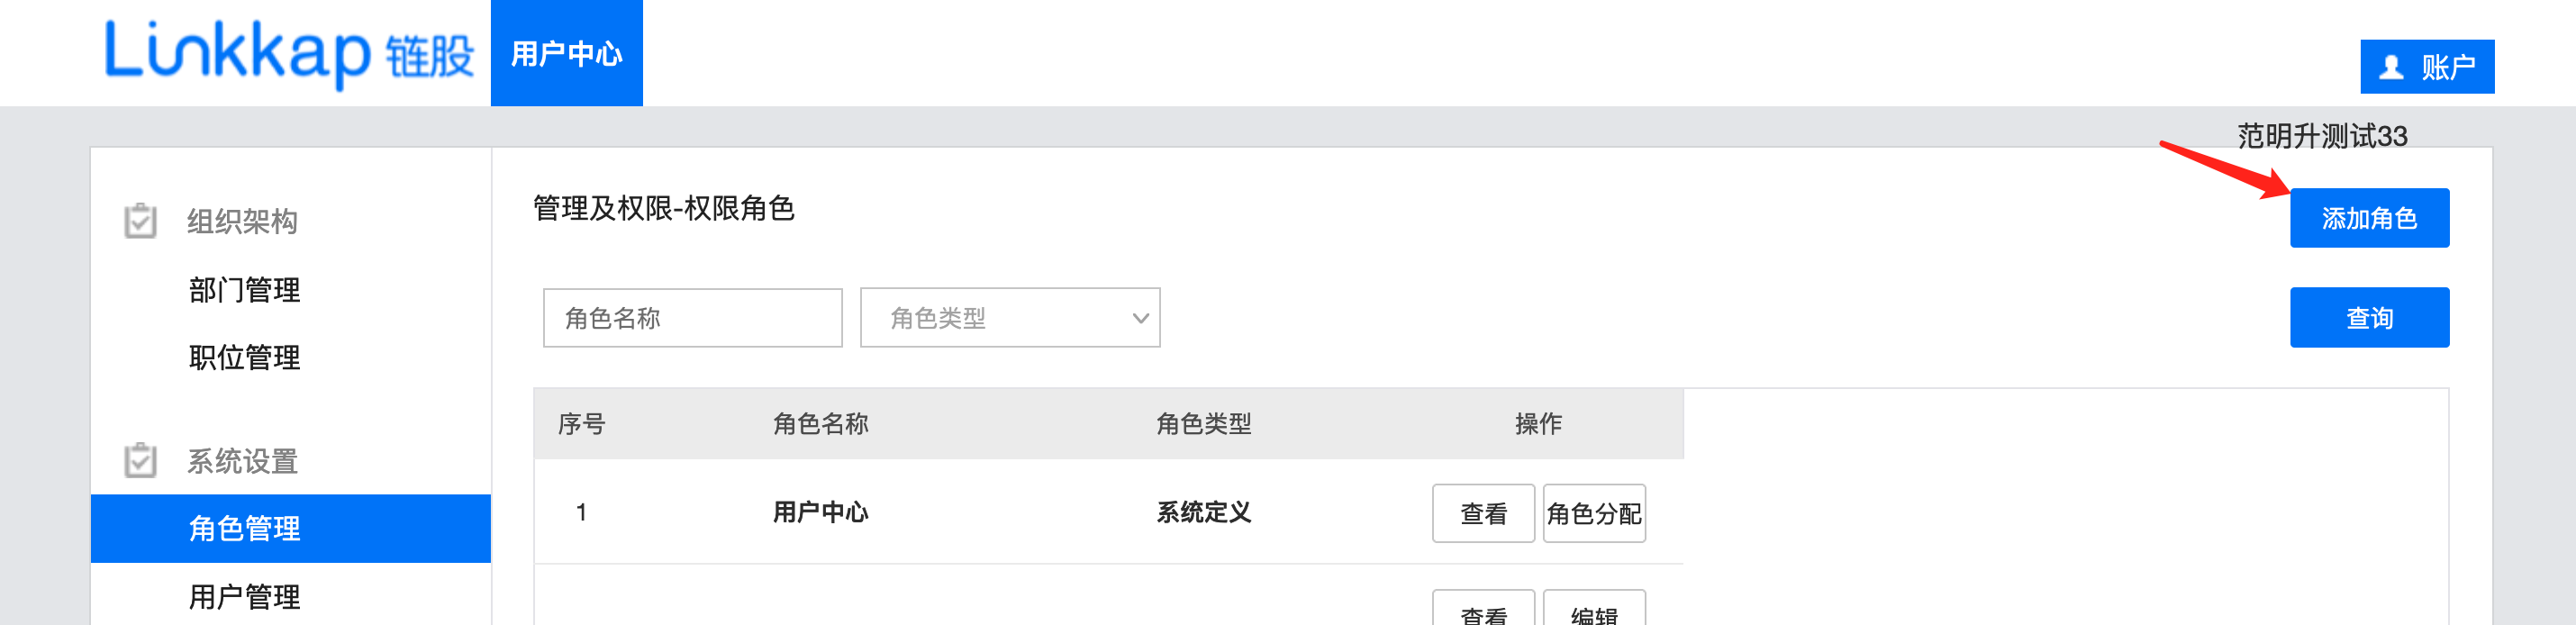 Linkkap 链股
用户中心
账户
范明升测试33
组织架构
部门管理
职位管理
系统设置
角色管理
用户管理
管理及权限-权限角色
添加角色
角色名称
角色类型
查询
序号 角色名称 角色类型 操作
1 用户中心 系统定义 查看 角色分配
查看 编辑